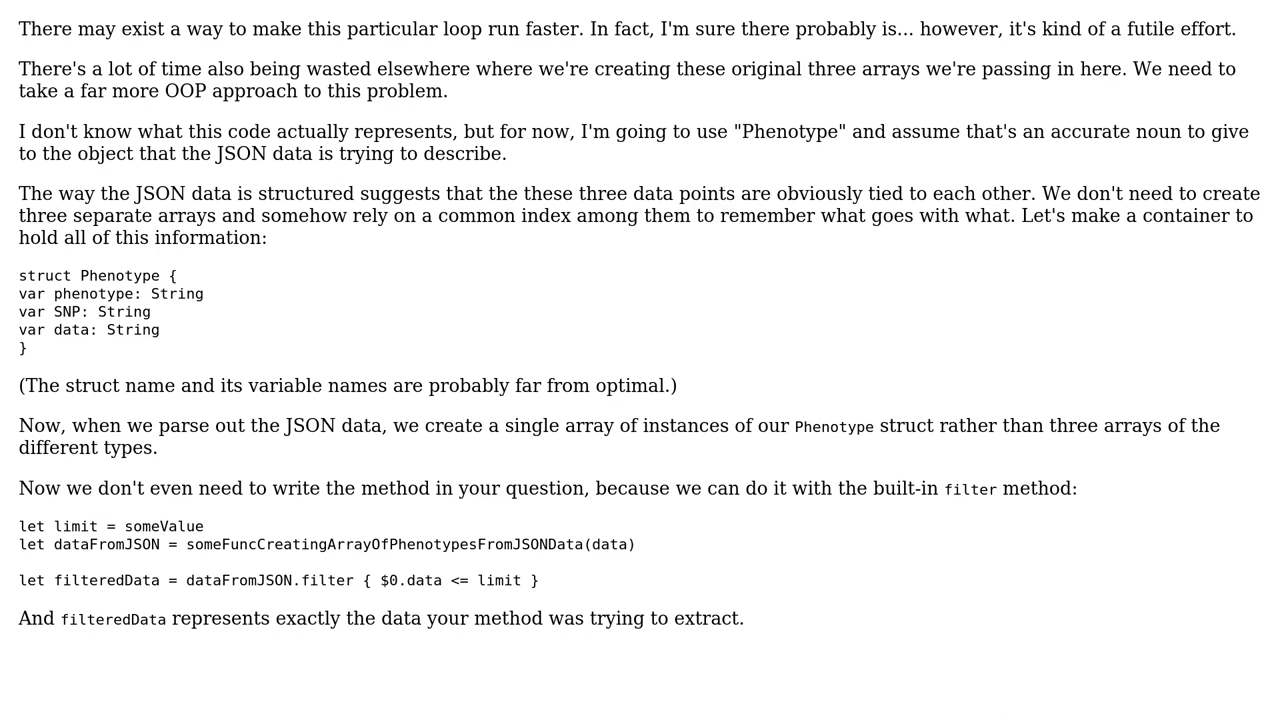 There may exist a way to make this particular loop run faster. In fact, I'm sure there probably is... however, it's kind of a futile effort.
There's a lot of time also being wasted elsewhere where we're creating these original three arrays we're passing in here. We need to
take a far more OOP approach to this problem.
I don't know what this code actually represents, but for now, I'm going to use "Phenotype" and assume that's an accurate noun to give
to the object that the JSON data is trying to describe.
The way the JSON data is structured suggests that the these three data points are obviously tied to each other. We don't need to create
three separate arrays and somehow rely on a common index among them to remember what goes with what. Let's make a container to
hold all of this information:
struct Phenotype {
var phenotype: String
var SNP: String
var data: String
}
(The struct name and its variable names are probably far from optimal.)
Now, when we parse out the JSON data, we create a single array of instances of our Phenotype struct rather than three arrays of the
different types.
Now we don't even need to write the method in your question, because we can do it with the built-in filter method:
let limit = someValue
let dataFromJSON = someFuncCreatingArrayOfPhenotypesFromJSONData(data)
let filteredData = dataFromJSON.filter { $0.data <= limit }
And filteredData represents exactly the data your method was trying to extract.